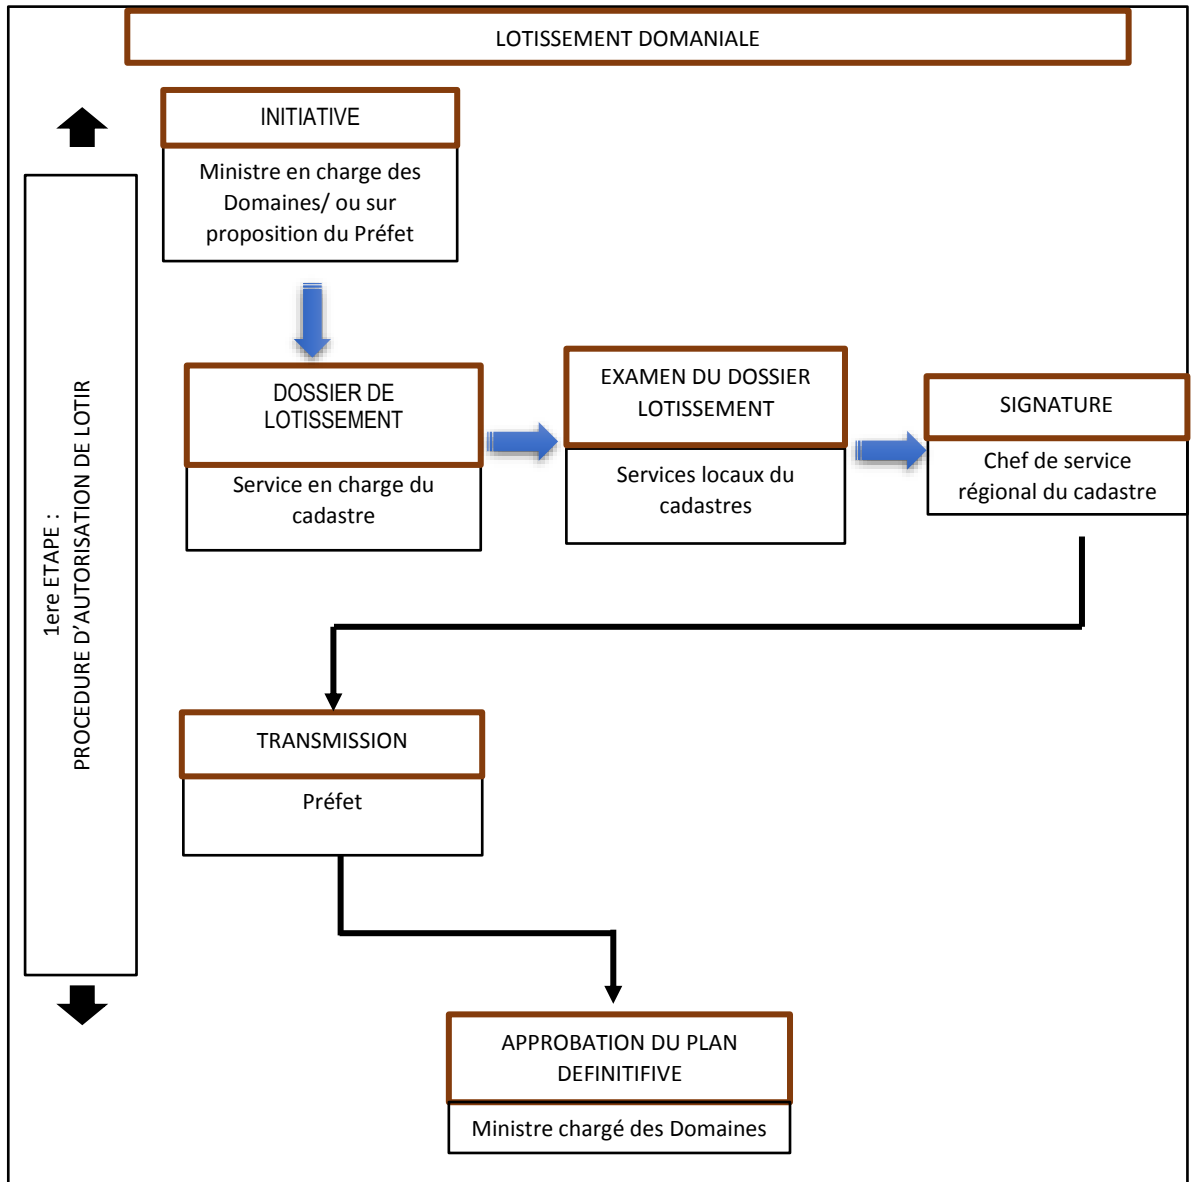 LOTISSEMENT DOMANIALE
INITIATIVE
Ministre en charge des
Domaines/ ou sur
proposition du Préfet
1ere ETAPE :
PROCEDURE D’AUTORISATION DE LOTIR
DOSSIER DE
LOTISSEMENT
Service en charge du
cadastre
EXAMEN DU DOSSIER
LOTISSEMENT
Services locaux du
cadastres
SIGNATURE
Chef de service
régional du cadastre
TRANSMISSION
Préfet
APPROBATION DU PLAN
DEFINITIFIVE
Ministre chargé des Domaines